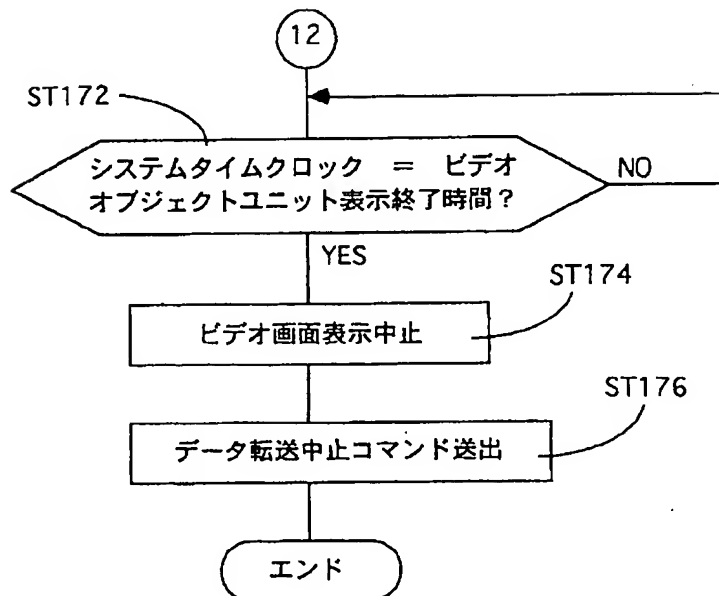 12
ST172
システムタイムクロック = ビデオ
オブジェクトユニット表示終了時間?
NO
YES
ST174
ビデオ画面表示中止
ST176
データ転送中止コマンド送出
エンド